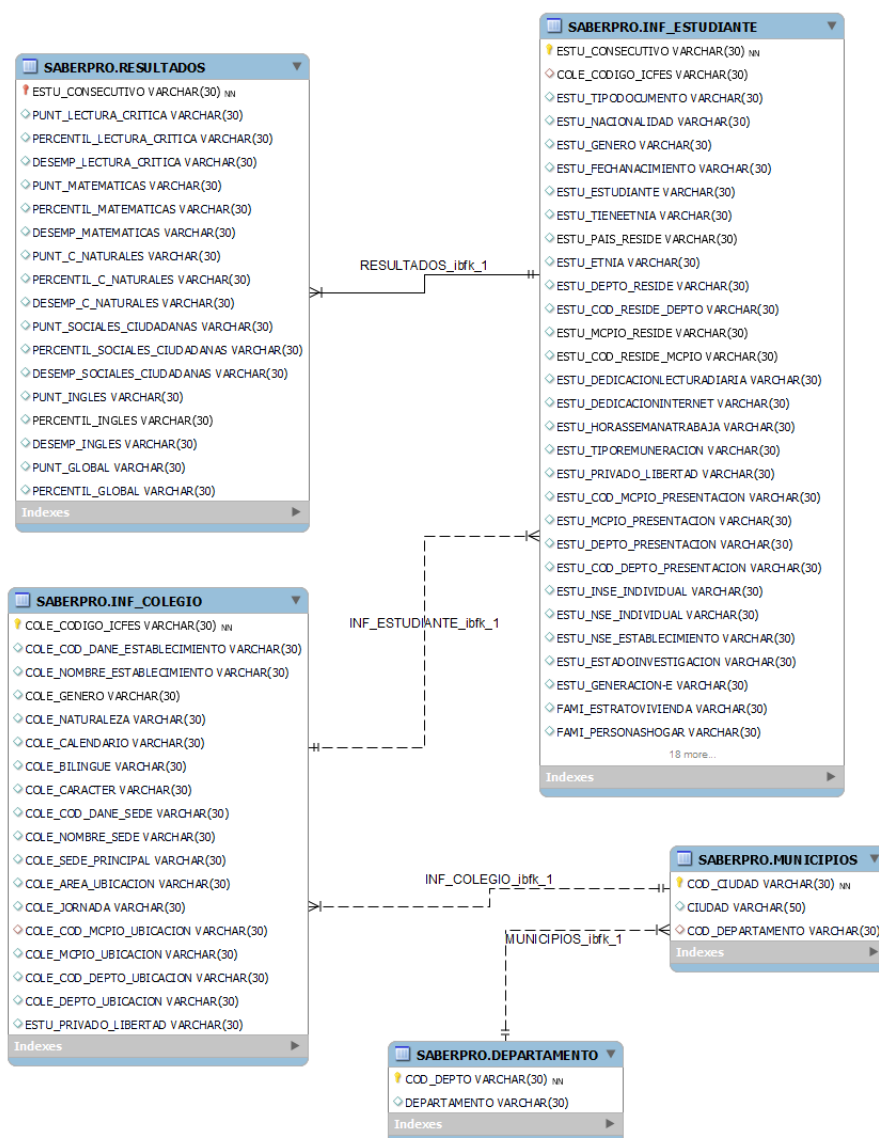 SABERPRO.RESULTADOS
ESTU_CONSECUTIVO VARCHAR(30) NN
PUNT_LECTURA_CRITICA VARCHAR(30)
PERCENTIL_LECTURA_CRITICA VARCHAR(30)
DESEMP_LECTURA_CRITICA VARCHAR(30)
PUNT_MATEMATICAS VARCHAR(30)
PERCENTIL_MATEMATICAS VARCHAR(30)
DESEMP_MATEMATICAS VARCHAR(30)
PUNT_C_NATURALES VARCHAR(30)
PERCENTIL_C_NATURALES VARCHAR(30)
DESEMP_C_NATURALES VARCHAR(30)
PUNT_SOCIALES_CIUDADANAS VARCHAR(30)
PERCENTIL_SOCIALES_CIUDADANAS VARCHAR(30)
DESEMP_SOCIALES_CIUDADANAS VARCHAR(30)
PUNT_INGLES VARCHAR(30)
PERCENTIL_INGLES VARCHAR(30)
DESEMP_INGLES VARCHAR(30)
PUNT_GLOBAL VARCHAR(30)
PERCENTIL_GLOBAL VARCHAR(30)
Indexes
RESULTADOS_ibfk_1
SABERPRO.INF_ESTUDIANTE
ESTU_CONSECUTIVO VARCHAR(30) NN
COLE_CODIGO_ICFES VARCHAR(30)
ESTU_TIPODOCUMENTO VARCHAR(30)
ESTU_NACIONALIDAD VARCHAR(30)
ESTU_GENERO VARCHAR(30)
ESTU_FECHANACIMIENTO VARCHAR(30)
ESTU_ESTUDIANTE VARCHAR(30)
ESTU_TIENEETNIA VARCHAR(30)
ESTU_PAIS_RESIDE VARCHAR(30)
ESTU_ETNIA VARCHAR(30)
ESTU_DEPTO_RESIDE VARCHAR(30)
ESTU_COD_RESIDE_DEPTO VARCHAR(30)
ESTU_MCPIO_RESIDE VARCHAR(30)
ESTU_COD_RESIDE_MCPIO VARCHAR(30)
ESTU_DEDICACIONLECTURADIARIA VARCHAR(30)
ESTU_DEDICACIONINTERNET VARCHAR(30)
ESTU_HORASSEMANATRABAJA VARCHAR(30)
ESTU_TIPOREMUNERACION VARCHAR(30)
ESTU_PRIVADO_LIBERTAD VARCHAR(30)
ESTU_COD_MCPIO_PRESENTACION VARCHAR(30)
ESTU_MCPIO_PRESENTACION VARCHAR(30)
ESTU_DEPTO_PRESENTACION VARCHAR(30)
ESTU_COD_DEPTO_PRESENTACION VARCHAR(30)
ESTU_INSE_INDIVIDUAL VARCHAR(30)
ESTU_NSE_INDIVIDUAL VARCHAR(30)
ESTU_NSE_ESTABLECIMIENTO VARCHAR(30)
ESTU_ESTADOINVESTIGACION VARCHAR(30)
ESTU_GENERACION-E VARCHAR(30)
FAMI_ESTRATOVIVIENDA VARCHAR(30)
FAMI_PERSONASHOGAR VARCHAR(30)
18 more...
Indexes
INF_ESTUDIANTE_ibfk_1
SABERPRO.INF_COLEGIO
COLE_CODIGO_ICFES VARCHAR(30) NN
COLE_COD_DANE_ESTABLECIMIENTO VARCHAR(30)
COLE_NOMBRE_ESTABLECIMIENTO VARCHAR(30)
COLE_GENERO VARCHAR(30)
COLE_NATURALEZA VARCHAR(30)
COLE_CALENDARIO VARCHAR(30)
COLE_BILINGUE VARCHAR(30)
COLE_CARACTER VARCHAR(30)
COLE_COD_DANE_SEDE VARCHAR(30)
COLE_NOMBRE_SEDE VARCHAR(30)
COLE_SEDE_PRINCIPAL VARCHAR(30)
COLE_AREA_UBICACION VARCHAR(30)
COLE_JORNADA VARCHAR(30)
COLE_COD_MCPIO_UBICACION VARCHAR(30)
COLE_MCPIO_UBICACION VARCHAR(30)
COLE_COD_DEPTO_UBICACION VARCHAR(30)
COLE_DEPTO_UBICACION VARCHAR(30)
ESTU_PRIVADO_LIBERTAD VARCHAR(30)
Indexes
INF_COLEGIO_ibfk_1
SABERPRO.MUNICIPIOS
COD_CIUDAD VARCHAR(30) NN
CIUDAD VARCHAR(50)
COD_DEPARTAMENTO VARCHAR(30)
Indexes
MUNICIPIOS_ibfk_1
SABERPRO.DEPARTAMENTO
COD_DEPTO VARCHAR(30) NN
DEPARTAMENTO VARCHAR(30)
Indexes